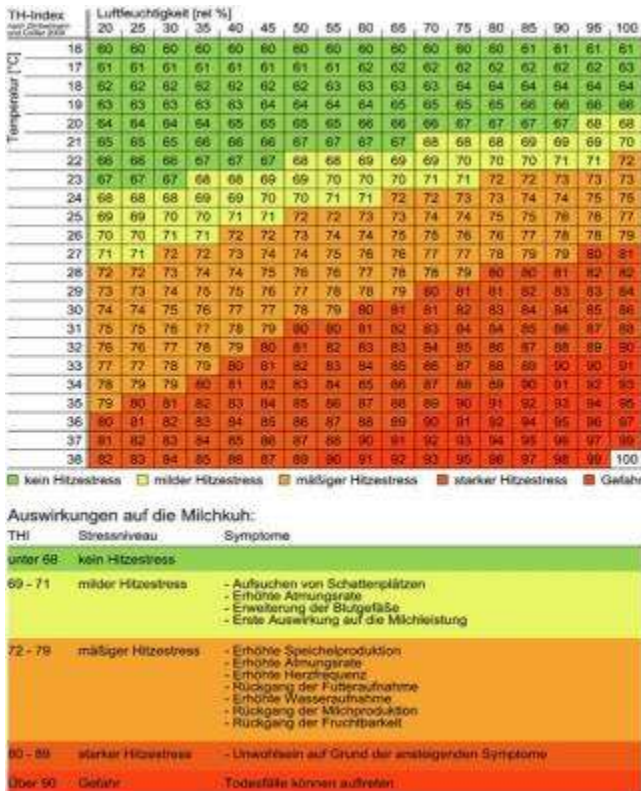 TH-Index
Luftfeuchtigkeit [rel %]
20 25 30 35 40 45 50 55 60 65 70 75 80 85 90 95 100
Temperatur [°C]
16 60 60 60 60 60 60 60 60 60 60 60 60 60 61 61 61 61
17 61 61 61 61 61 61 61 62 62 62 62 62 62 62 62 62 63
18 62 62 62 62 62 62 62 63 63 63 63 64 64 64 64 64 64
19 63 63 63 63 63 64 64 64 64 65 65 65 65 66 66 66 66
20 64 64 64 64 65 65 65 65 66 66 66 67 67 67 67 68 68
21 65 65 65 66 66 66 67 67 67 67 68 68 68 69 69 69 70
22 66 66 66 67 67 67 68 68 69 69 69 70 70 70 71 71 72
23 67 67 67 68 68 69 69 70 70 70 71 71 72 72 73 73 73
24 68 68 68 69 69 70 70 71 71 72 72 73 73 74 74 75 75
25 69 69 70 70 71 71 72 72 73 73 74 74 75 75 76 76 77
26 70 70 71 71 72 72 73 74 74 75 75 76 76 77 78 78 79
27 71 71 72 72 73 74 74 75 76 76 77 77 78 79 79 80 81
28 72 72 73 74 74 75 76 76 77 78 78 79 80 80 81 82 82
29 73 73 74 75 75 76 77 78 78 79 80 81 81 82 83 83 84
30 74 74 75 76 77 77 78 79 80 81 81 82 83 84 84 85 86
31 75 75 76 77 78 79 80 80 81 82 83 84 84 85 86 87 88
32 76 76 77 78 79 80 81 82 83 83 84 85 86 87 88 89 90
33 77 77 78 79 80 81 82 83 84 85 86 87 88 89 90 90 91
34 78 79 79 80 81 82 83 84 85 86 87 88 89 90 91 92 93
35 79 80 81 82 83 84 85 86 87 88 89 90 91 92 93 94 95
36 80 81 82 83 84 85 86 87 88 89 90 91 92 94 95 96 97
37 81 82 83 84 85 86 87 88 90 91 92 93 94 95 96 97 99
38 82 83 84 85 86 87 89 90 91 92 93 95 96 97 98 99 100
kein Hitzestress milder Hitzestress mäßiger Hitzestress starker Hitzestress Gefahr
Auswirkungen auf die Milchkuh:
THI Stressniveau Symptome
unter 68 kein Hitzestress
69 - 71 milder Hitzestress - Aufsuchen von Schattenplätzen
- Erhöhte Atmungsrate
- Erweiterung der Blutgefäße
- Erste Auswirkung auf die Milchleistung
72 - 79 mäßiger Hitzestress - Erhöhte Speichelproduktion
- Erhöhte Atmungsrate
- Erhöhte Herzfrequenz
- Rückgang der Futteraufnahme
- Erhöhte Wasseraufnahme
- Rückgang der Milchproduktion
- Rückgang der Fruchtbarkeit
80 - 89 starker Hitzestress - Unwohlsein auf Grund der ansteigenden Symptome
Über 90 Gefahr Todesfälle können auftreten